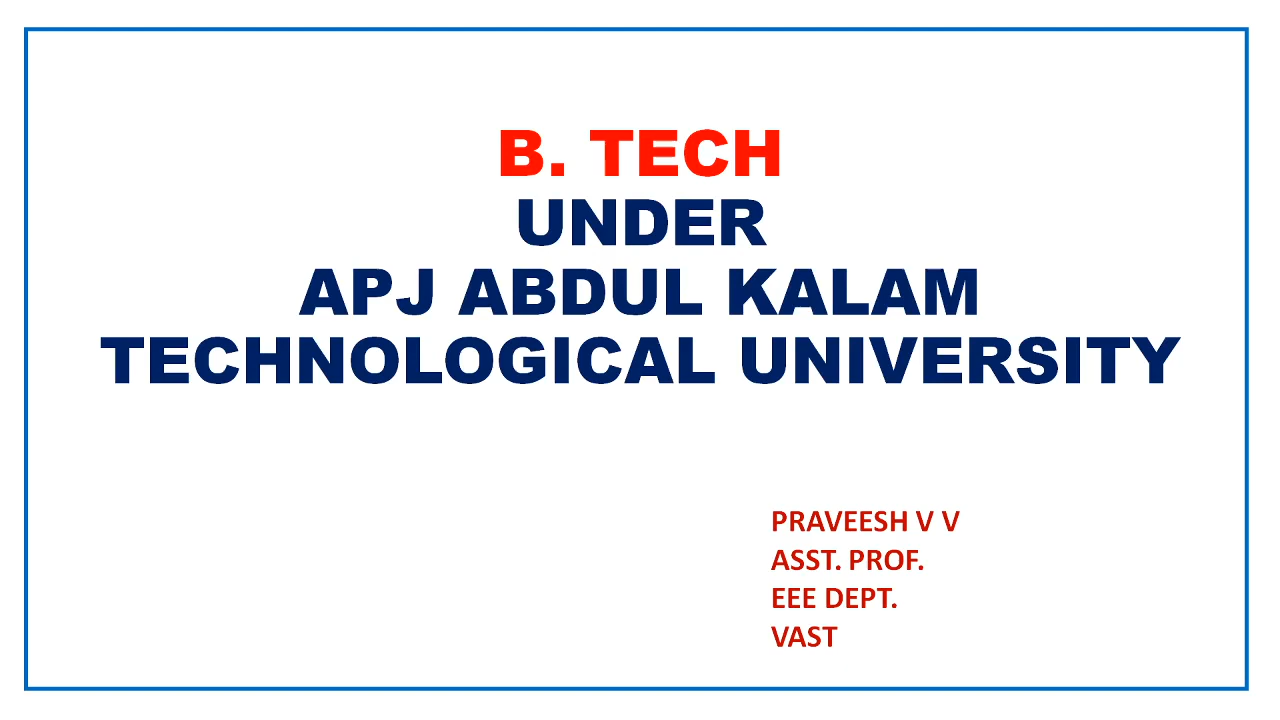 B. TECH
UNDER
APJ ABDUL KALAM
TECHNOLOGICAL UNIVERSITY
PRAVEESH V V
ASST. PROF.
EEE DEPT.
VAST